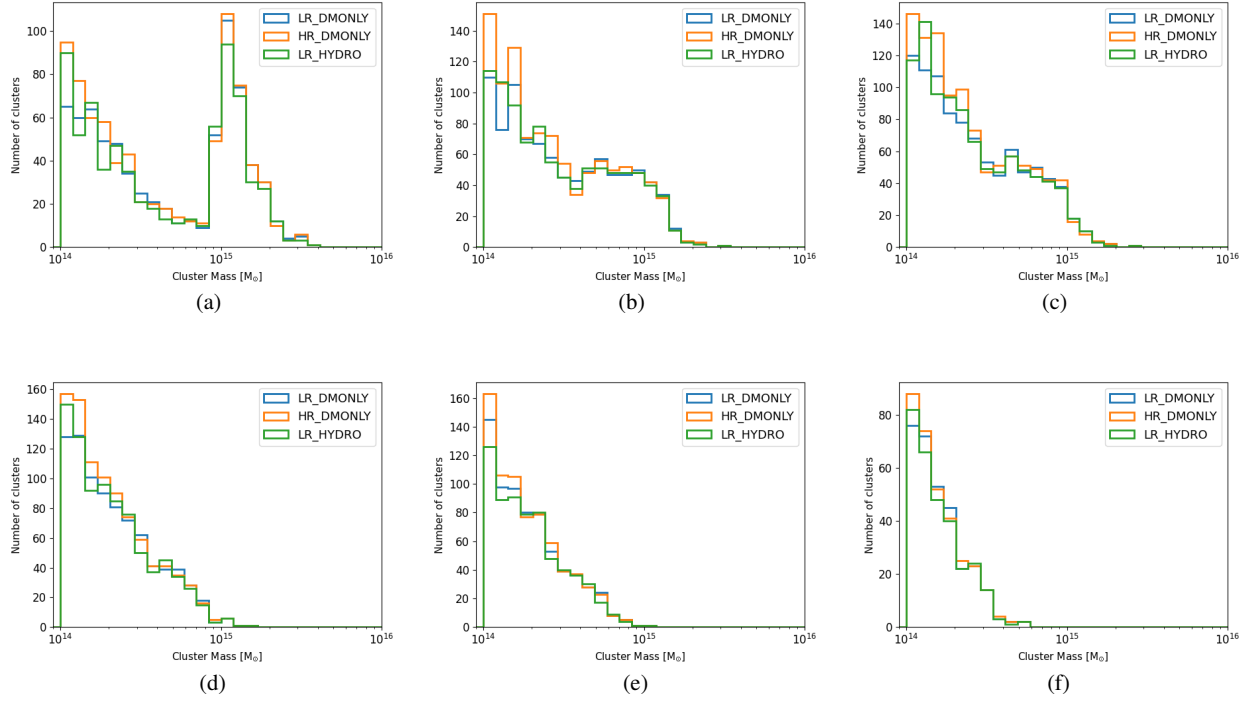 LR_DMONLY
HR_DMONLY
LR_HYDRO
Number of clusters
100
80
60
40
20
0
10^14
10^15
10^16
Cluster Mass [M⊙]
(a)
LR_DMONLY
HR_DMONLY
LR_HYDRO
Number of clusters
140
120
100
80
60
40
20
0
10^14
10^15
10^16
Cluster Mass [M⊙]
(b)
LR_DMONLY
HR_DMONLY
LR_HYDRO
Number of clusters
140
120
100
80
60
40
20
0
10^14
10^15
10^16
Cluster Mass [M⊙]
(c)
LR_DMONLY
HR_DMONLY
LR_HYDRO
Number of clusters
160
140
120
100
80
60
40
20
0
10^14
10^15
10^16
Cluster Mass [M⊙]
(d)
LR_DMONLY
HR_DMONLY
LR_HYDRO
Number of clusters
160
140
120
100
80
60
40
20
0
10^14
10^15
10^16
Cluster Mass [M⊙]
(e)
LR_DMONLY
HR_DMONLY
LR_HYDRO
Number of clusters
80
60
40
20
0
10^14
10^15
10^16
Cluster Mass [M⊙]
(f)